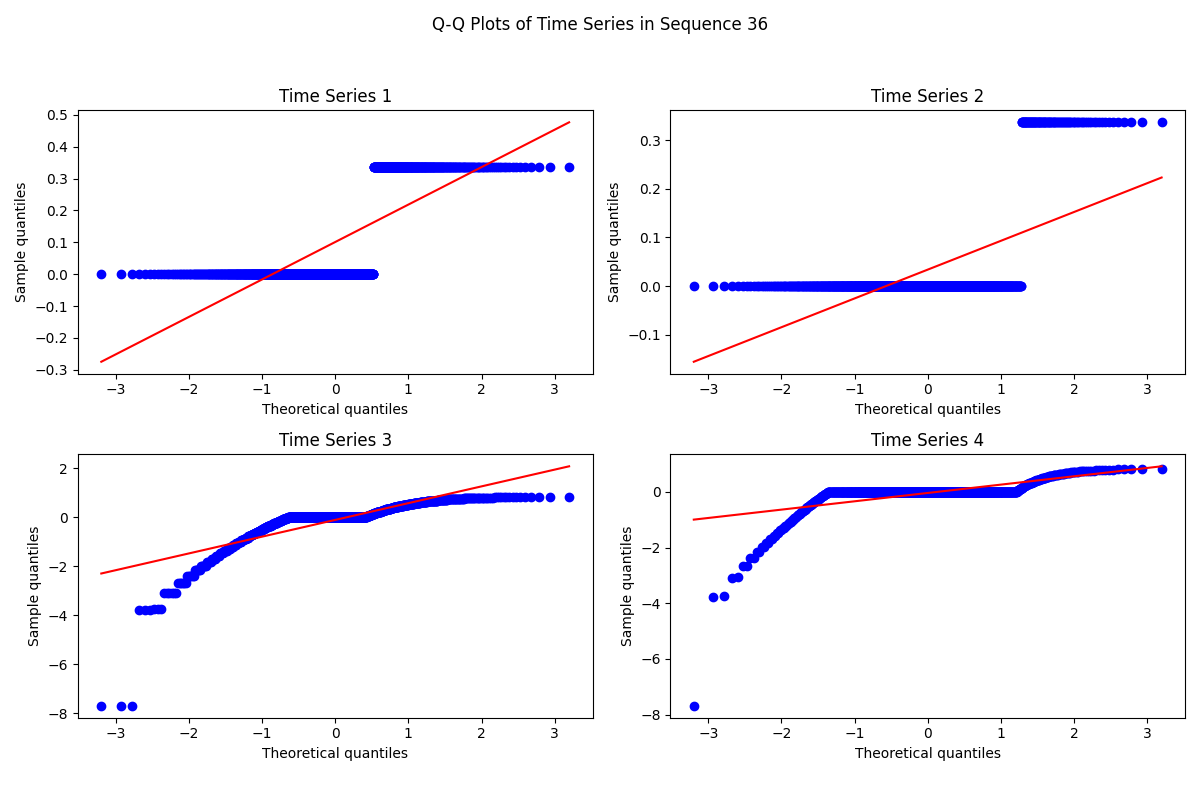 Q-Q Plots of Time Series in Sequence 36
Time Series 1
Sample quantiles
0.5
0.4
0.3
0.2
0.1
0.0
−0.1
−0.2
−0.3
−3 −2 −1 0 1 2 3
Theoretical quantiles
Time Series 2
Sample quantiles
0.3
0.2
0.1
0.0
−0.1
−3 −2 −1 0 1 2 3
Theoretical quantiles
Time Series 3
Sample quantiles
2
0
−2
−4
−6
−8
−3 −2 −1 0 1 2 3
Theoretical quantiles
Time Series 4
Sample quantiles
0
−2
−4
−6
−8
−3 −2 −1 0 1 2 3
Theoretical quantiles